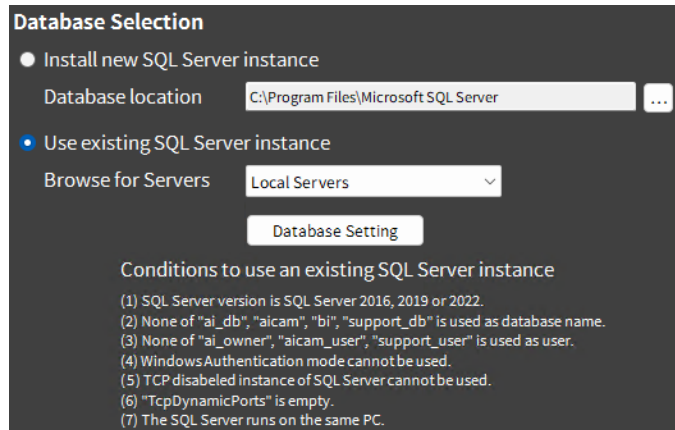 Database Selection
Install new SQL Server instance
Database location C:\Program Files\Microsoft SQL Server ...
Use existing SQL Server instance
Browse for Servers Local Servers
Database Setting
Conditions to use an existing SQL Server instance
(1) SQL Server version is SQL Server 2016, 2019 or 2022.
(2) None of "ai_db", "aicam", "bi", "support_db" is used as database name.
(3) None of "ai_owner", "aicam_user", "support_user" is used as user.
(4) Windows Authentication mode cannot be used.
(5) TCP disabeled instance of SQL Server cannot be used.
(6) "TcpDynamicPorts" is empty.
(7) The SQL Server runs on the same PC.